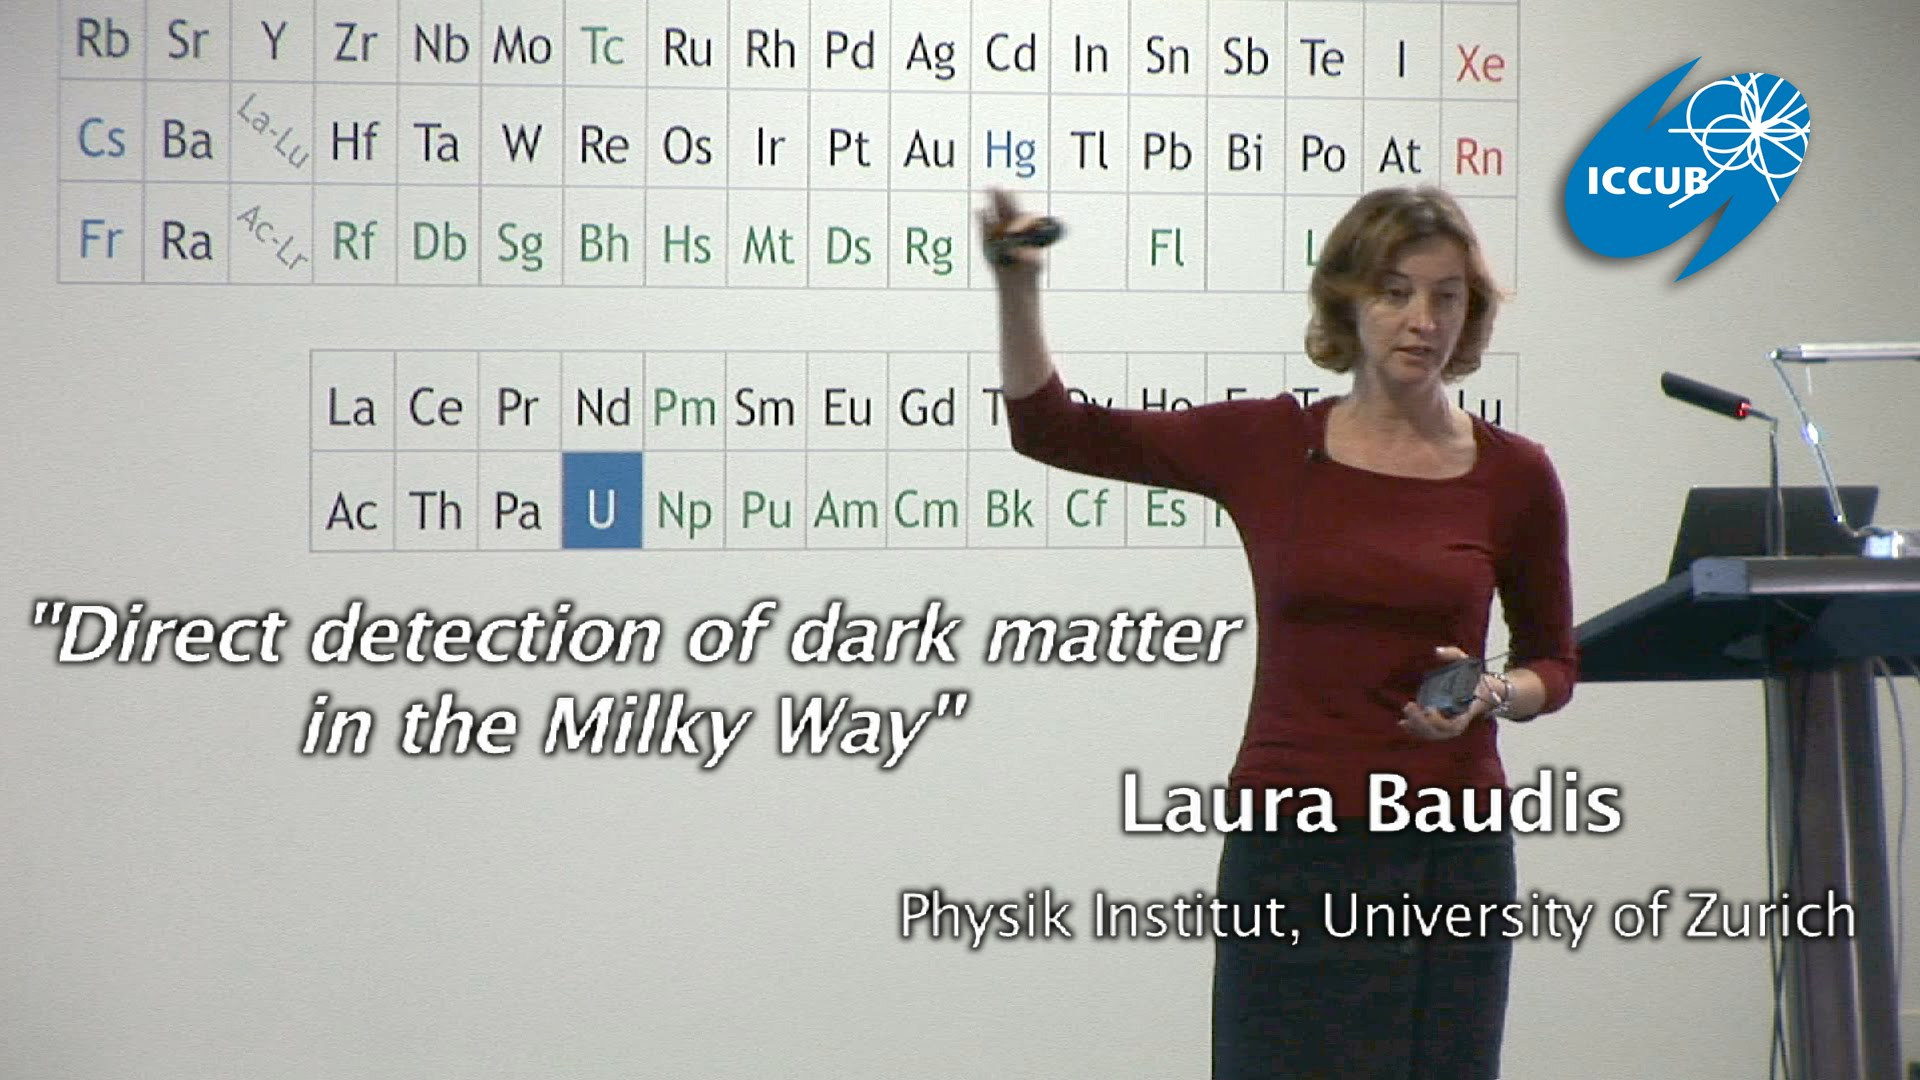 Rb Sr Y Zr Nb Mo Tc Ru Rh Pd Ag Cd In Sn Sb Te I Xe
Cs Ba La-Lu Hf Ta W Re Os Ir Pt Au Hg Tl Pb Bi Po At Rn
Fr Ra Ac-Lr Rf Db Sg Bh Hs Mt Ds Rg Fl
La Ce Pr Nd Pm Sm Eu Gd Ho Lu
Ac Th Pa U Np Pu Am Cm Bk Cf Es
ICCUB
"Direct detection of dark matter
in the Milky Way"
Laura Baudis
Physik Institut, University of Zurich